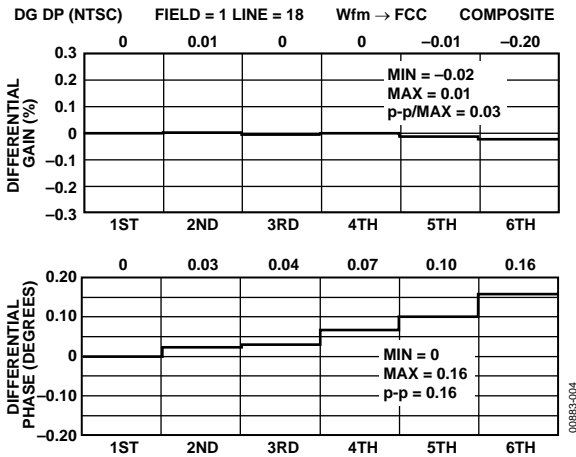 DG DP (NTSC) FIELD = 1 LINE = 18 Wfm → FCC COMPOSITE
0 0.01 0 0 –0.01 –0.20
DIFFERENTIAL
GAIN (%)
0.3
0.2
0.1
0
–0.1
–0.2
–0.3
MIN = –0.02
MAX = 0.01
p-p/MAX = 0.03
1ST 2ND 3RD 4TH 5TH 6TH
0 0.03 0.04 0.07 0.10 0.16
DIFFERENTIAL
PHASE (DEGREES)
0.20
0.10
0
–0.10
–0.20
MIN = 0
MAX = 0.16
p-p = 0.16
1ST 2ND 3RD 4TH 5TH 6TH
00883-004